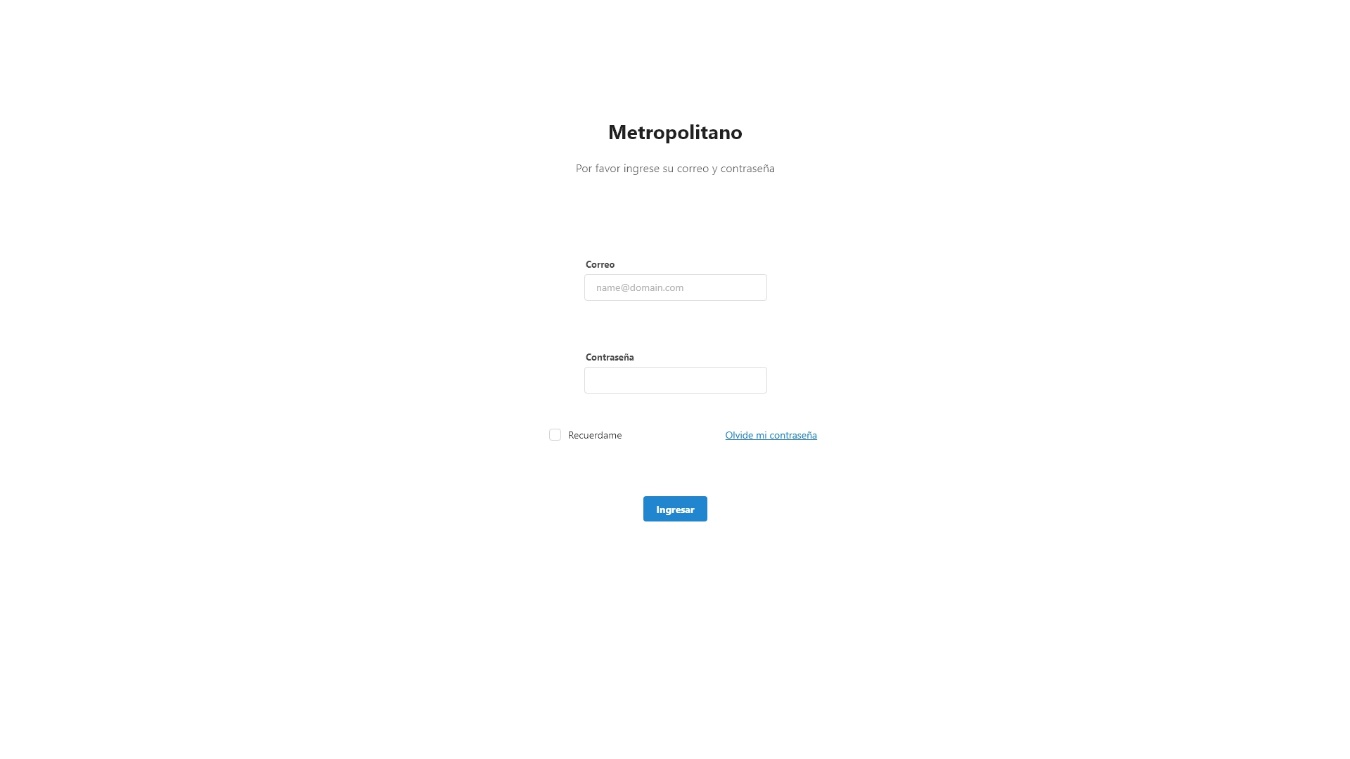 Metropolitano
Por favor ingrese su correo y contraseña
Correo
name@domain.com
Contraseña
Recuerdame
Olvide mi contraseña
Ingresar